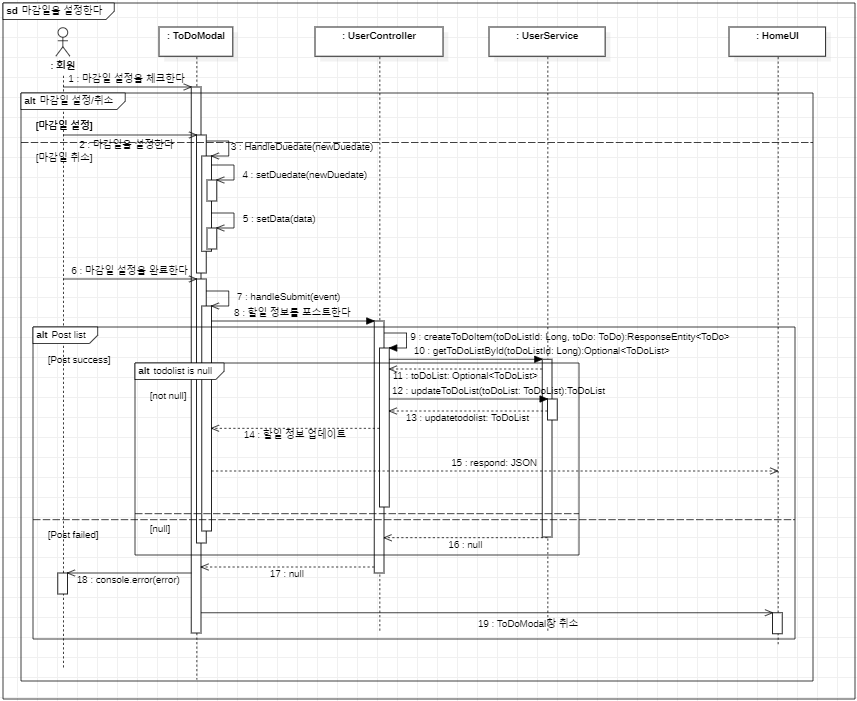 sd 마감일을 설정한다
: 회원
: ToDoModal
: UserController
: UserService
: HomeUI
1 : 마감일 설정을 체크한다
alt 마감일 설정/취소
[마감일 설정]
2 : 마감일을 설정한다
3 : HandleDuedate(newDuedate)
[마감일 취소]
4 : setDuedate(newDuedate)
5 : setData(data)
6 : 마감일 설정을 완료한다
7 : handleSubmit(event)
8 : 할일 정보를 포스트한다
alt Post list
9 : createToDoItem(toDoListId: Long, toDo: ToDo):ResponseEntity<ToDo>
10 : getToDoListById(toDoListId: Long):Optional<ToDoList>
[Post success]
alt todolist is null
11 : toDoList: Optional<ToDoList>
12 : updateToDoList(toDoList: ToDoList):ToDoList
[not null]
13 : updatetodolist: ToDoList
14 : 할일 정보 업데이트
15 : respond: JSON
[null]
[Post failed]
16 : null
17 : null
18 : console.error(error)
19 : ToDoModal창 취소